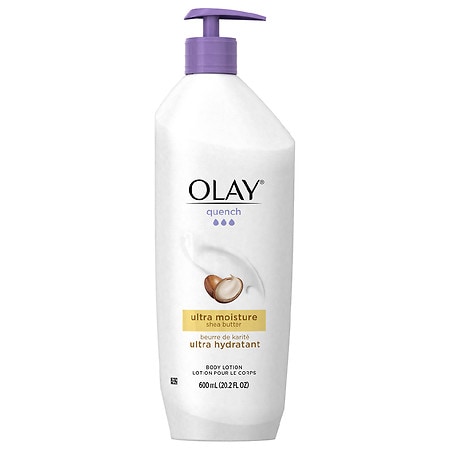 OLAY®
quench
ultra moisture
shea butter
beurre de karité
ultra hydratant
BODY LOTION
LOTION POUR LE CORPS
600 mL (20.2 FL OZ)